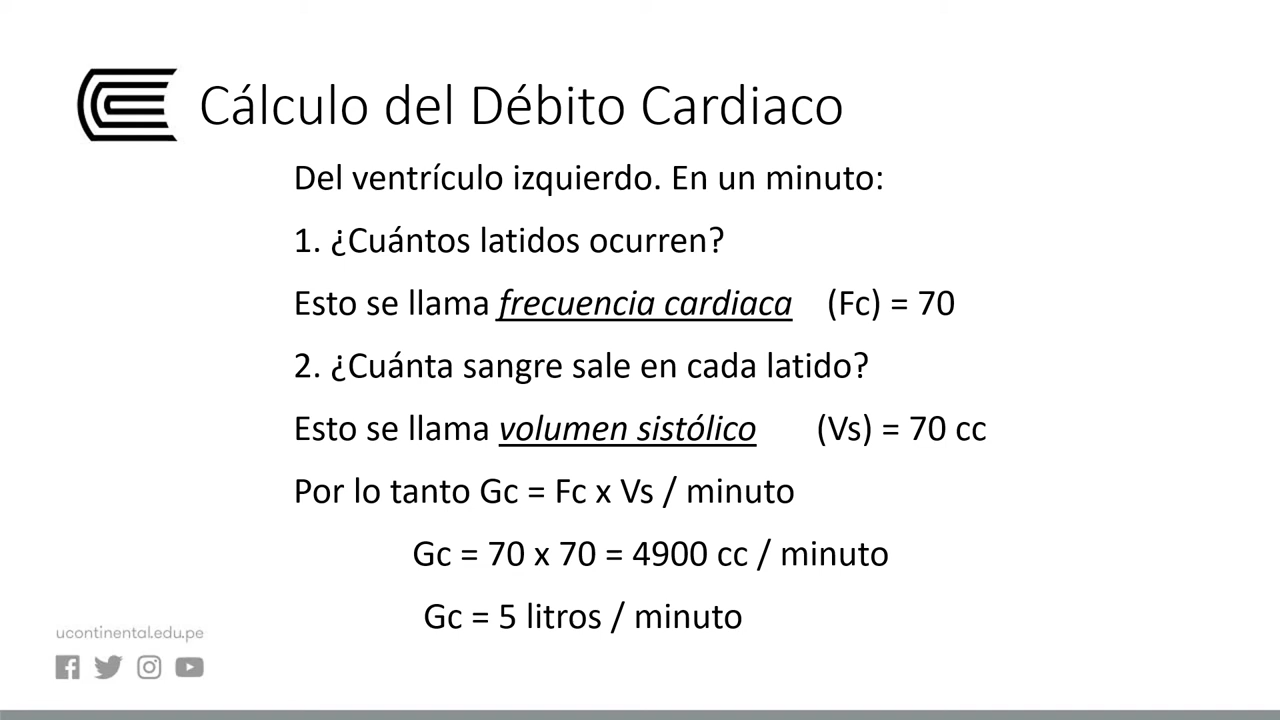 Cálculo del Débito Cardiaco
Del ventrículo izquierdo. En un minuto:
1. ¿Cuántos latidos ocurren?
Esto se llama frecuencia cardiaca (Fc) = 70
2. ¿Cuánta sangre sale en cada latido?
Esto se llama volumen sistólico (Vs) = 70 cc
Por lo tanto Gc = Fc x Vs / minuto
Gc = 70 x 70 = 4900 cc / minuto
Gc = 5 litros / minuto
ucontinental.edu.pe